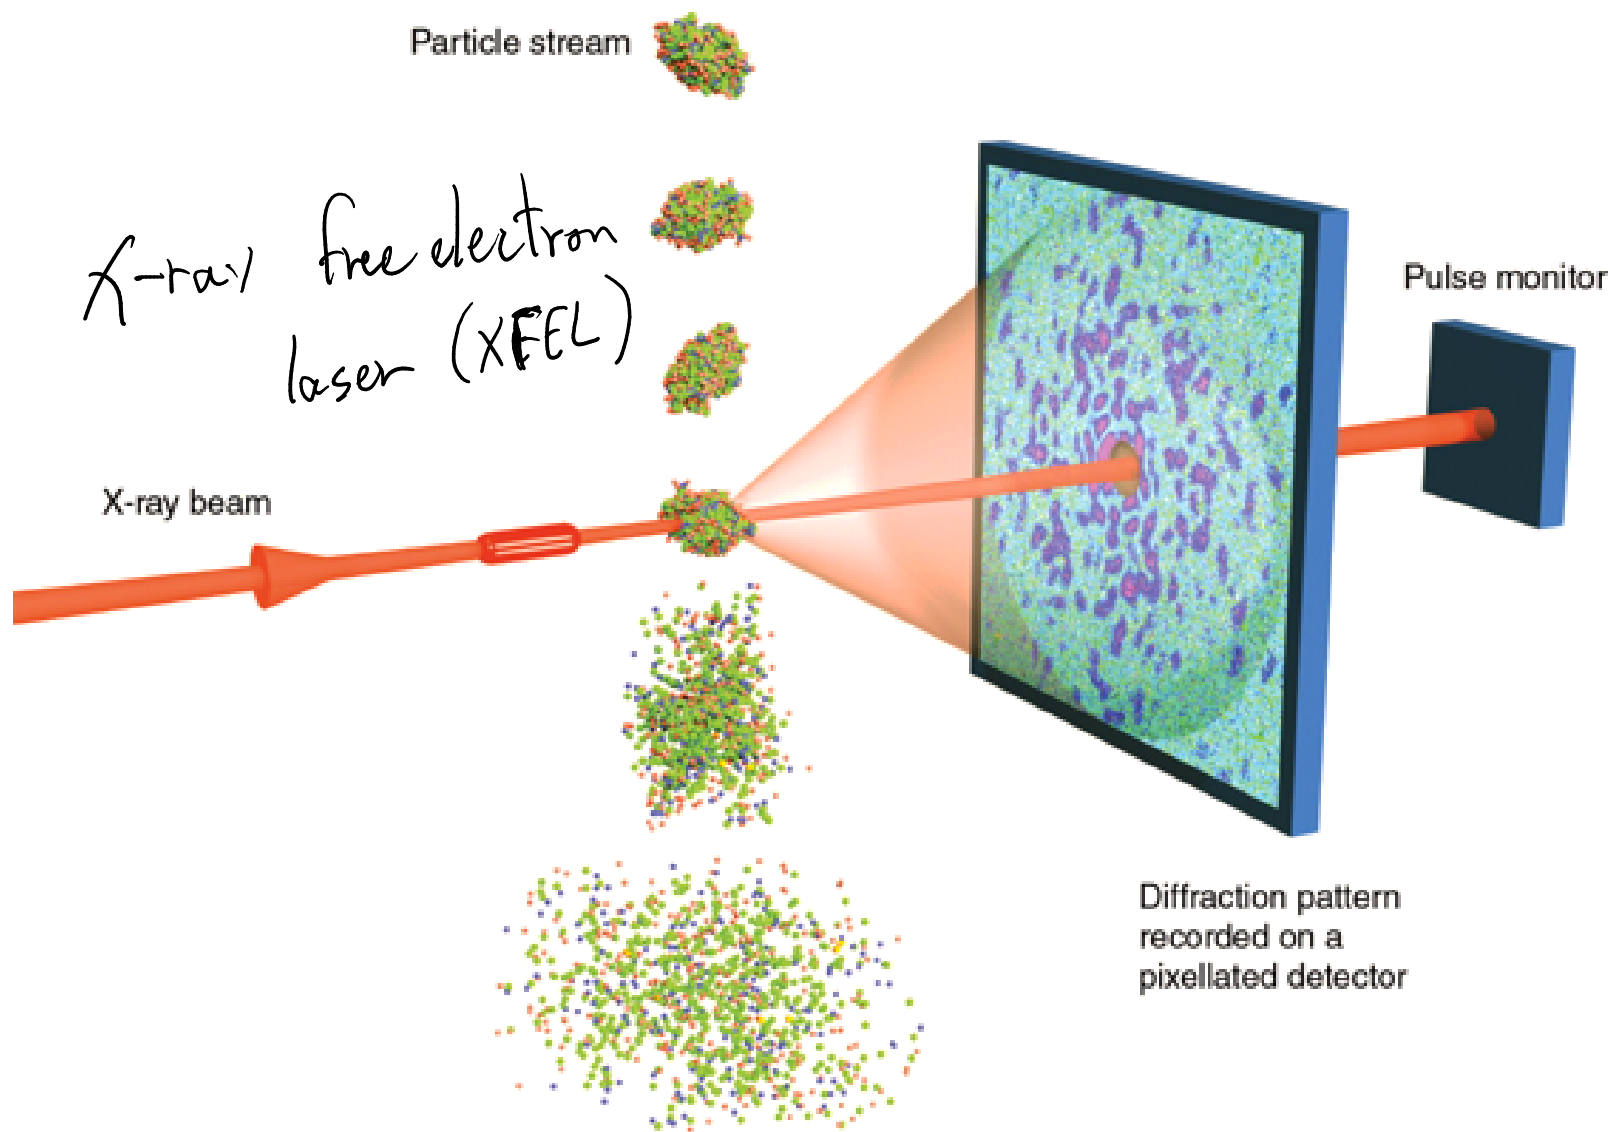 Particle stream
X-ray free electron
laser (XFEL)
Pulse monitor
X-ray beam
Diffraction pattern
recorded on a
pixellated detector